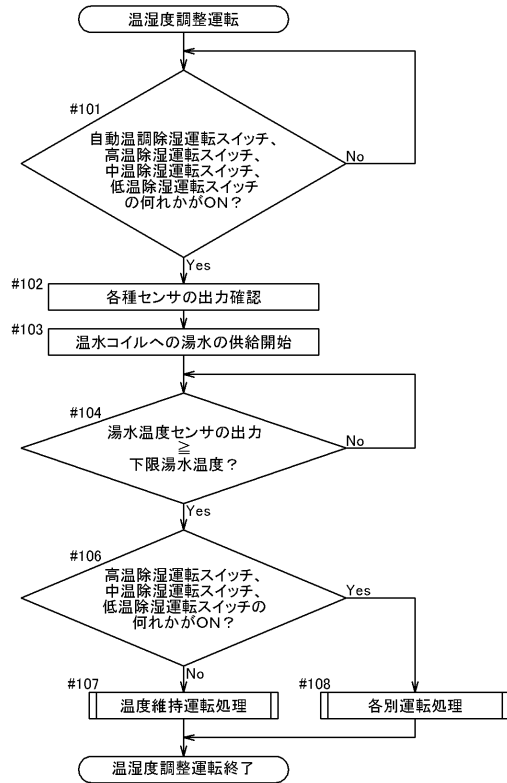 温湿度調整運転
#101
自動温調除湿運転スイッチ、
高温除湿運転スイッチ、
中温除湿運転スイッチ、
低温除湿運転スイッチ
の何れかがON？
No
Yes
#102
各種センサの出力確認
#103
温水コイルへの湯水の供給開始
#104
湯水温度センサの出力
≧
下限湯水温度？
No
Yes
#106
高温除湿運転スイッチ、
中温除湿運転スイッチ、
低温除湿運転スイッチの
何れかがON？
Yes
No
#107
温度維持運転処理
#108
各別運転処理
温湿度調整運転終了